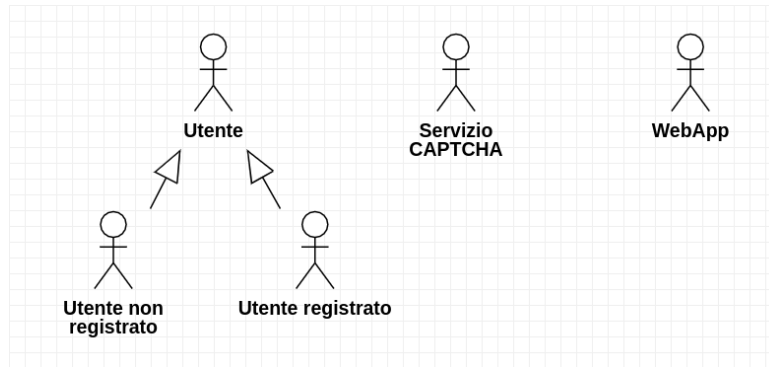 Utente
Servizio
CAPTCHA
WebApp
Utente non
registrato
Utente registrato